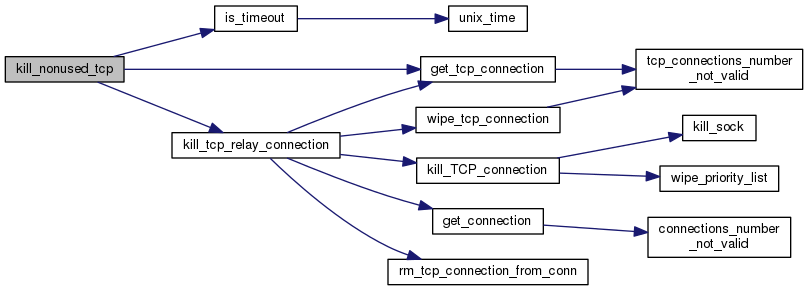 is_timeout
unix_time
kill_nonused_tcp
get_tcp_connection
tcp_connections_number
_not_valid
wipe_tcp_connection
kill_tcp_relay_connection
kill_sock
kill_TCP_connection
wipe_priority_list
get_connection
connections_number
_not_valid
rm_tcp_connection_from_conn